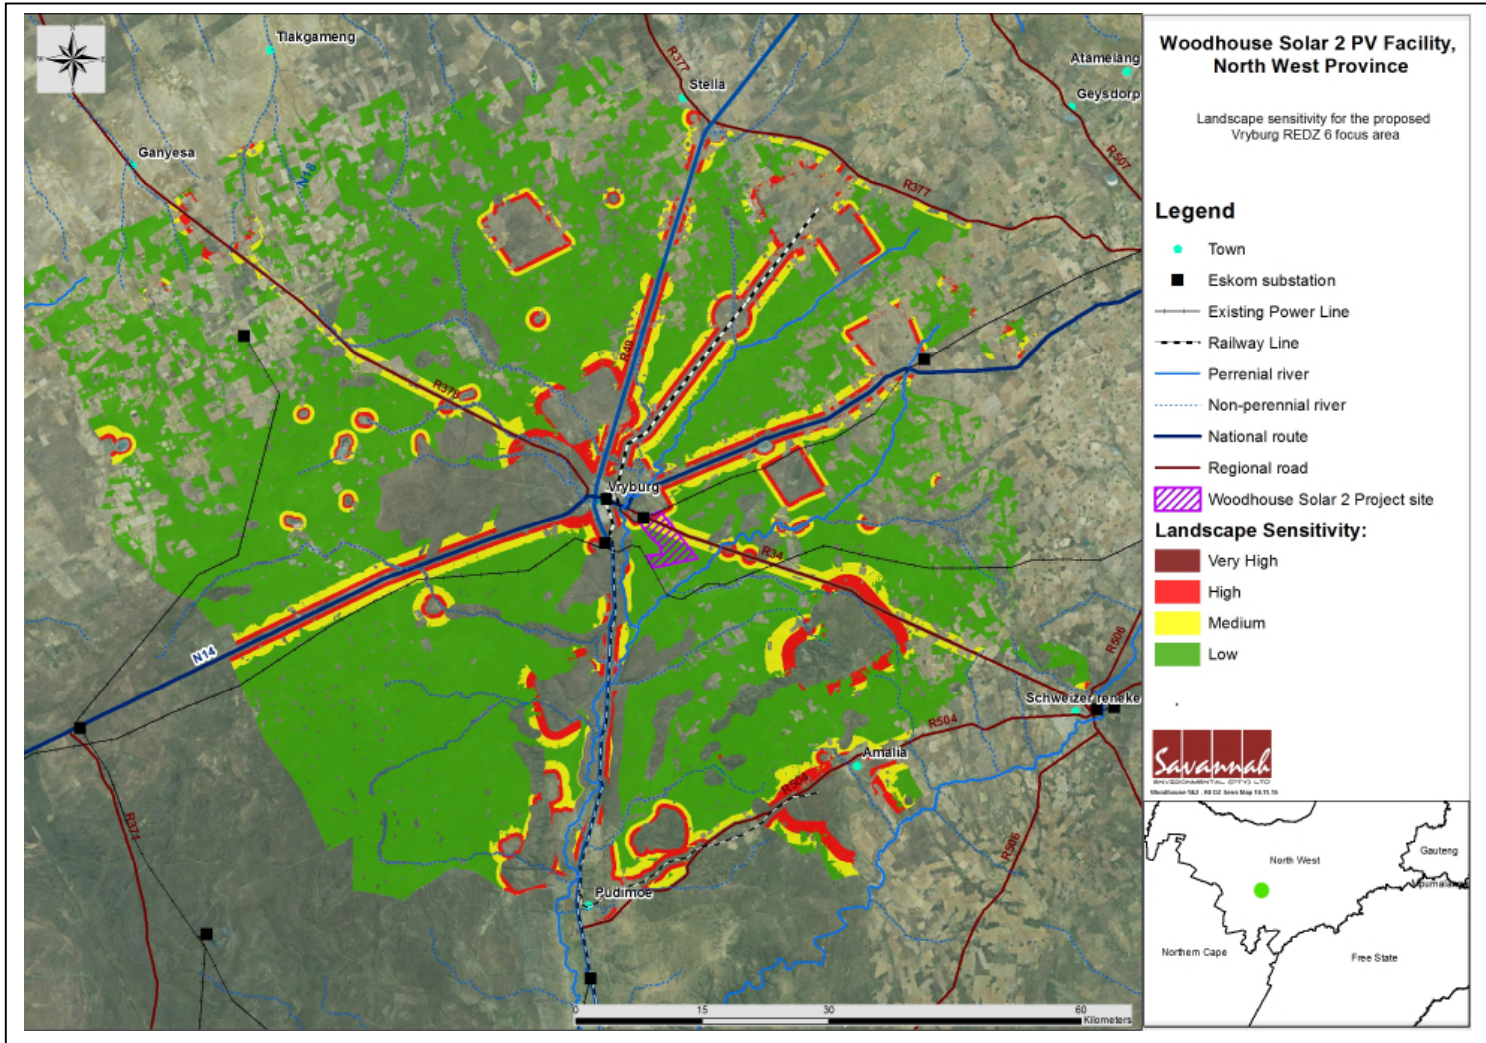 Woodhouse Solar 2 PV Facility,
North West Province
Landscape sensitivity for the proposed
Vryburg REDZ 6 focus area
Legend
Town
Eskom substation
Existing Power Line
Railway Line
Perrenial river
Non-perennial river
National route
Regional road
Woodhouse Solar 2 Project site
Landscape Sensitivity:
Very High
High
Medium
Low
Savannah
ENVIRONMENTAL (PTY) LTD
North West
Gauteng
Northern Cape
Free State
N
W
E
S
Tlakgameng
R377
Stella
Atamelang
Geysdorp
R507
Ganyesa
N18
R377
R49
R378
Vryburg
R34
N14
R506
Schweizer reneke
R504
Amalia
R504
R371
R506
Pudimoe
0
15
30
60
Kilometers